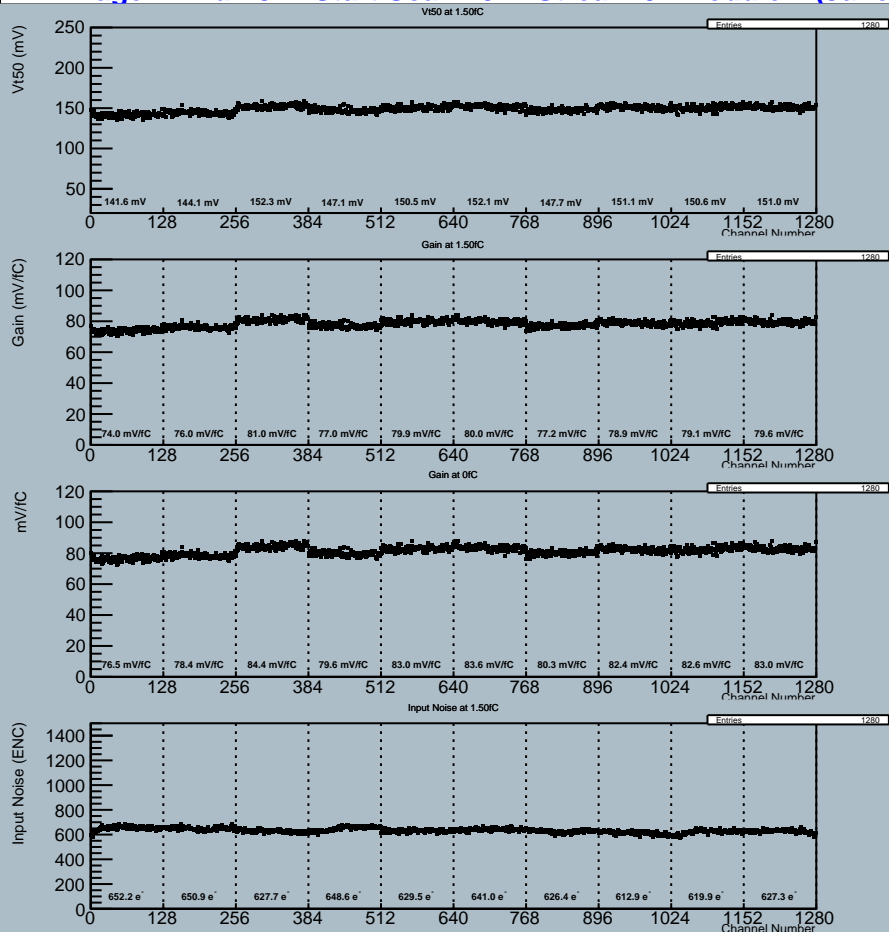 Vt50 at 1.50fC
Entries 1280
Vt50 (mV)
250
200
150
100
50
141.6 mV 144.1 mV 152.3 mV 147.1 mV 150.5 mV 152.1 mV 147.7 mV 151.1 mV 150.6 mV 151.0 mV
0 128 256 384 512 640 768 896 1024 1152 1280
Channel Number
Gain at 1.50fC
Entries 1280
Gain (mV/fC)
120
100
80
60
40
20
0
74.0 mV/fC 76.0 mV/fC 81.0 mV/fC 77.0 mV/fC 79.9 mV/fC 80.0 mV/fC 77.2 mV/fC 78.9 mV/fC 79.1 mV/fC 79.6 mV/fC
0 128 256 384 512 640 768 896 1024 1152 1280
Channel Number
Gain at 0fC
Entries 1280
mV/fC
120
100
80
60
40
20
0
76.5 mV/fC 78.4 mV/fC 84.4 mV/fC 79.6 mV/fC 83.0 mV/fC 83.6 mV/fC 80.3 mV/fC 82.4 mV/fC 82.6 mV/fC 83.0 mV/fC
0 128 256 384 512 640 768 896 1024 1152 1280
Channel Number
Input Noise at 1.50fC
Entries 1280
Input Noise (ENC)
1400
1200
1000
800
600
400
200
0
652.2 e⁻ 650.9 e⁻ 627.7 e⁻ 648.6 e⁻ 629.5 e⁻ 641.0 e⁻ 626.4 e⁻ 612.9 e⁻ 619.9 e⁻ 627.3 e⁻
0 128 256 384 512 640 768 896 1024 1152 1280
Channel Number